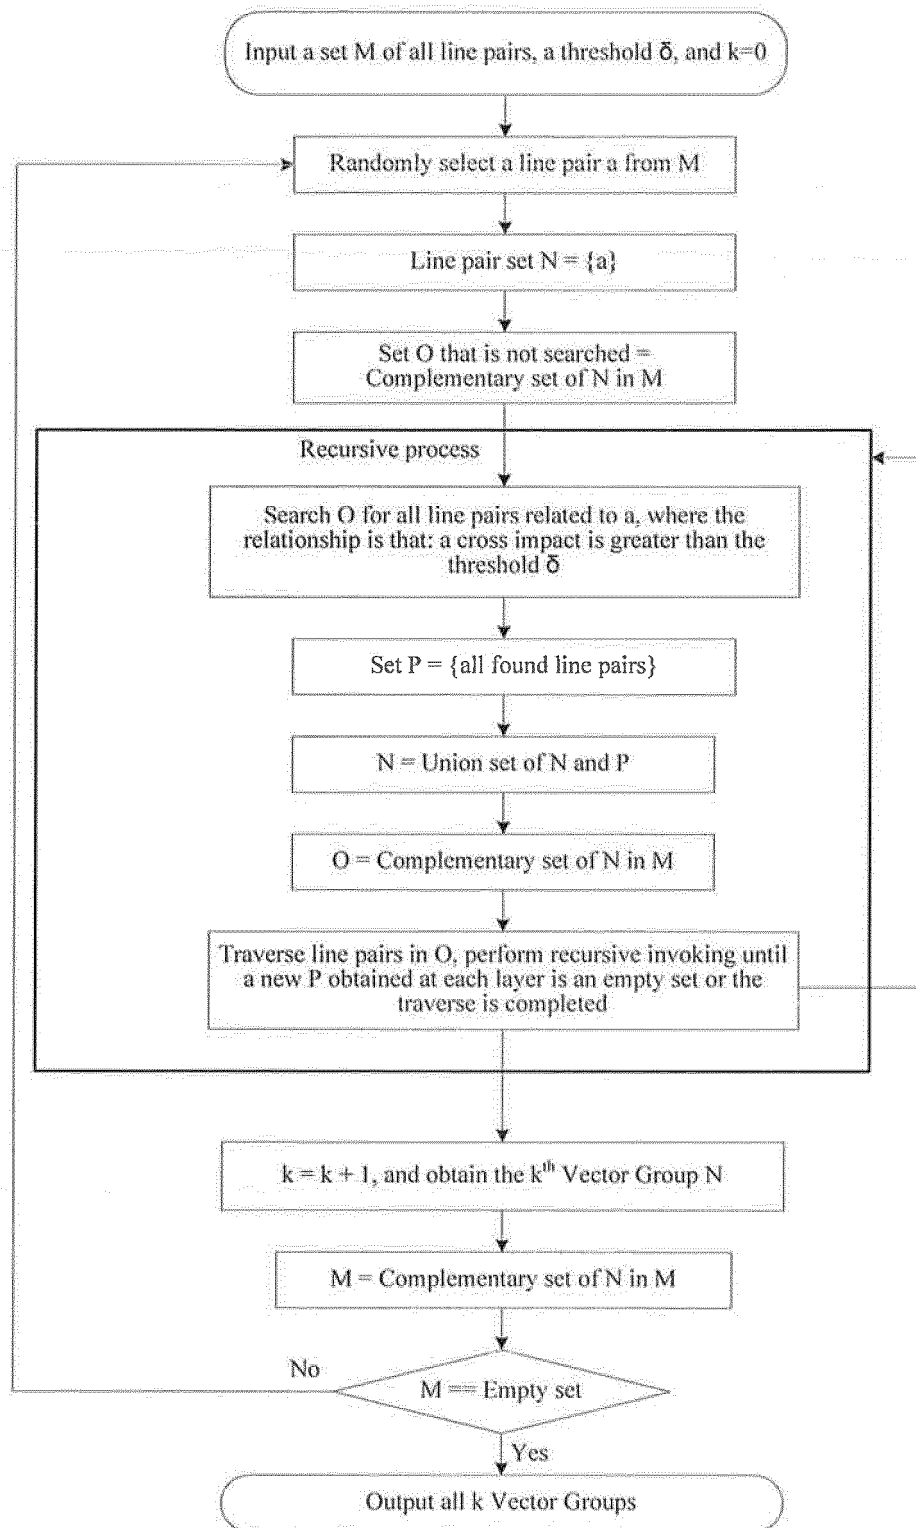 Input a set M of all line pairs, a threshold δ, and k=0
Randomly select a line pair a from M
Line pair set N = {a}
Set O that is not searched =
Complementary set of N in M
Recursive process
Search O for all line pairs related to a, where the
relationship is that: a cross impact is greater than the
threshold δ
Set P = {all found line pairs}
N = Union set of N and P
O = Complementary set of N in M
Traverse line pairs in O, perform recursive invoking until
a new P obtained at each layer is an empty set or the
traverse is completed
k = k + 1, and obtain the kth Vector Group N
M = Complementary set of N in M
No
M == Empty set
Yes
Output all k Vector Groups